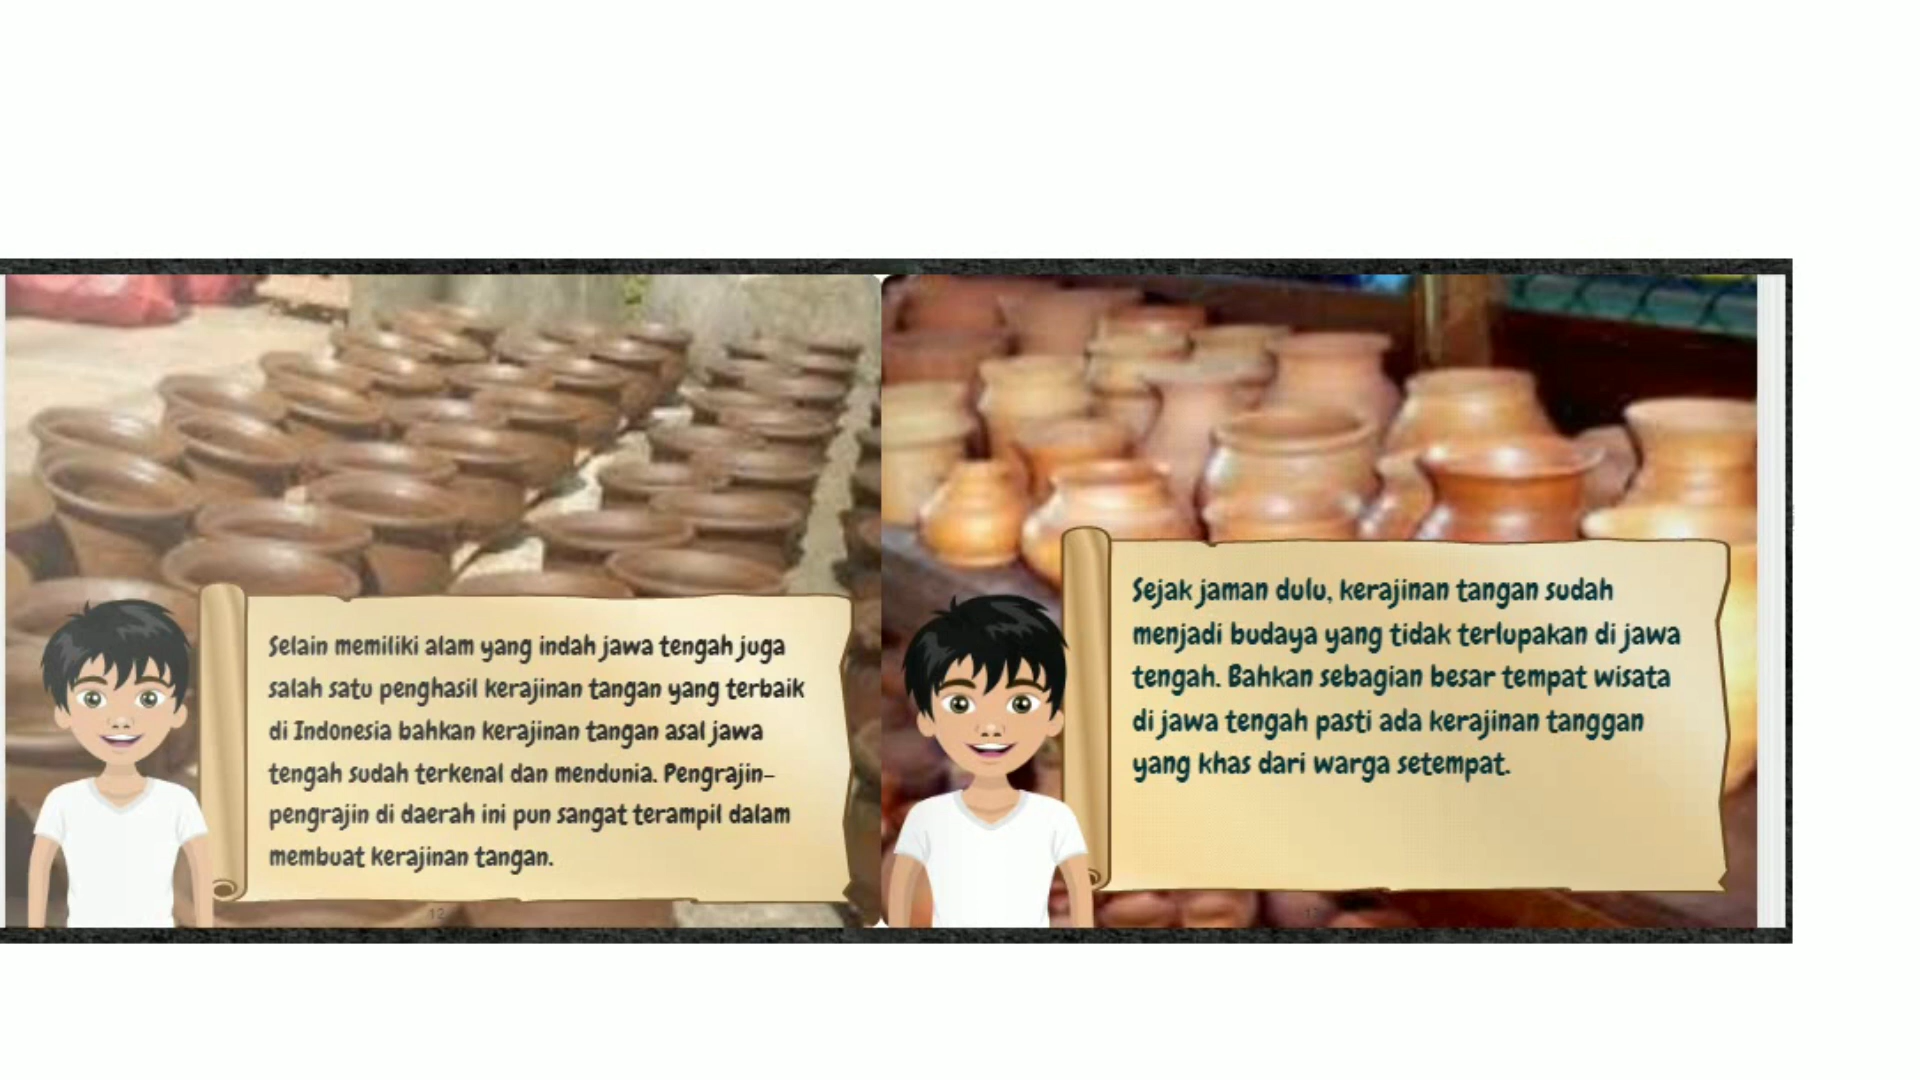 Selain memiliki alam yang indah jawa tengah juga
salah satu penghasil kerajinan tangan yang terbaik
di Indonesia bahkan kerajinan tangan asal jawa
tengah sudah terkenal dan mendunia. Pengrajin-
pengrajin di daerah ini pun sangat terampil dalam
membuat kerajinan tangan.
12
Sejak jaman dulu, kerajinan tangan sudah
menjadi budaya yang tidak terlupakan di jawa
tengah. Bahkan sebagian besar tempat wisata
di jawa tengah pasti ada kerajinan tanggan
yang khas dari warga setempat.